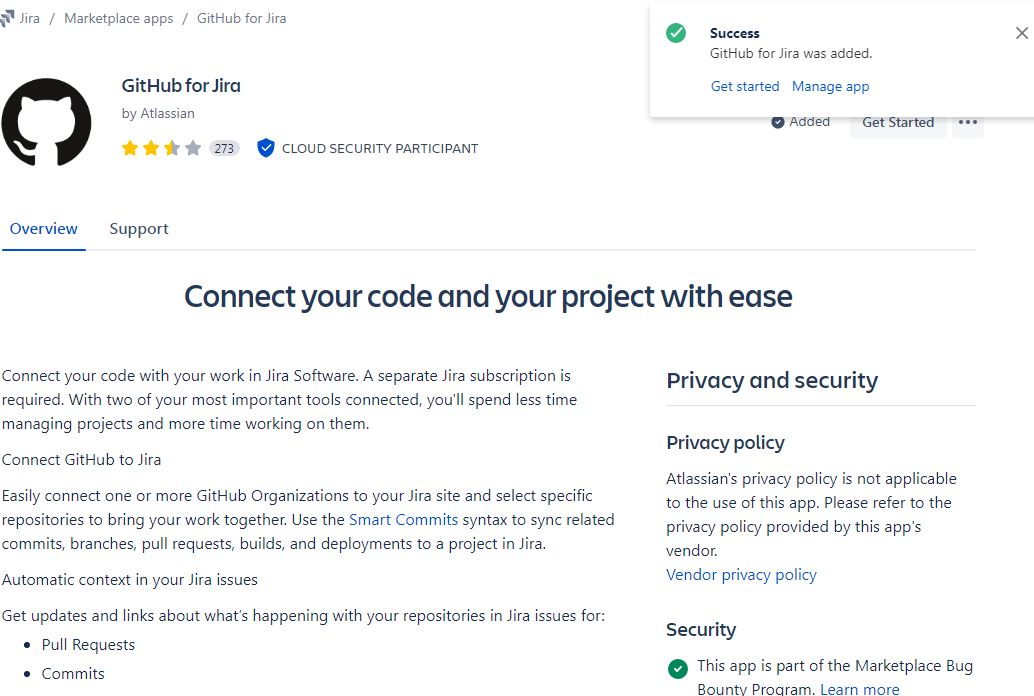 Jira / Marketplace apps / GitHub for Jira
Success
GitHub for Jira was added.
Get started Manage app
GitHub for Jira
by Atlassian
273 CLOUD SECURITY PARTICIPANT
Added Get Started
Overview Support
Connect your code and your project with ease
Connect your code with your work in Jira Software. A separate Jira subscription is
required. With two of your most important tools connected, you'll spend less time
managing projects and more time working on them.
Connect GitHub to Jira
Easily connect one or more GitHub Organizations to your Jira site and select specific
repositories to bring your work together. Use the Smart Commits syntax to sync related
commits, branches, pull requests, builds, and deployments to a project in Jira.
Automatic context in your Jira issues
Get updates and links about what’s happening with your repositories in Jira issues for:
• Pull Requests
• Commits
Privacy and security
Privacy policy
Atlassian's privacy policy is not applicable
to the use of this app. Please refer to the
privacy policy provided by this app's
vendor.
Vendor privacy policy
Security
This app is part of the Marketplace Bug
Bounty Program. Learn more